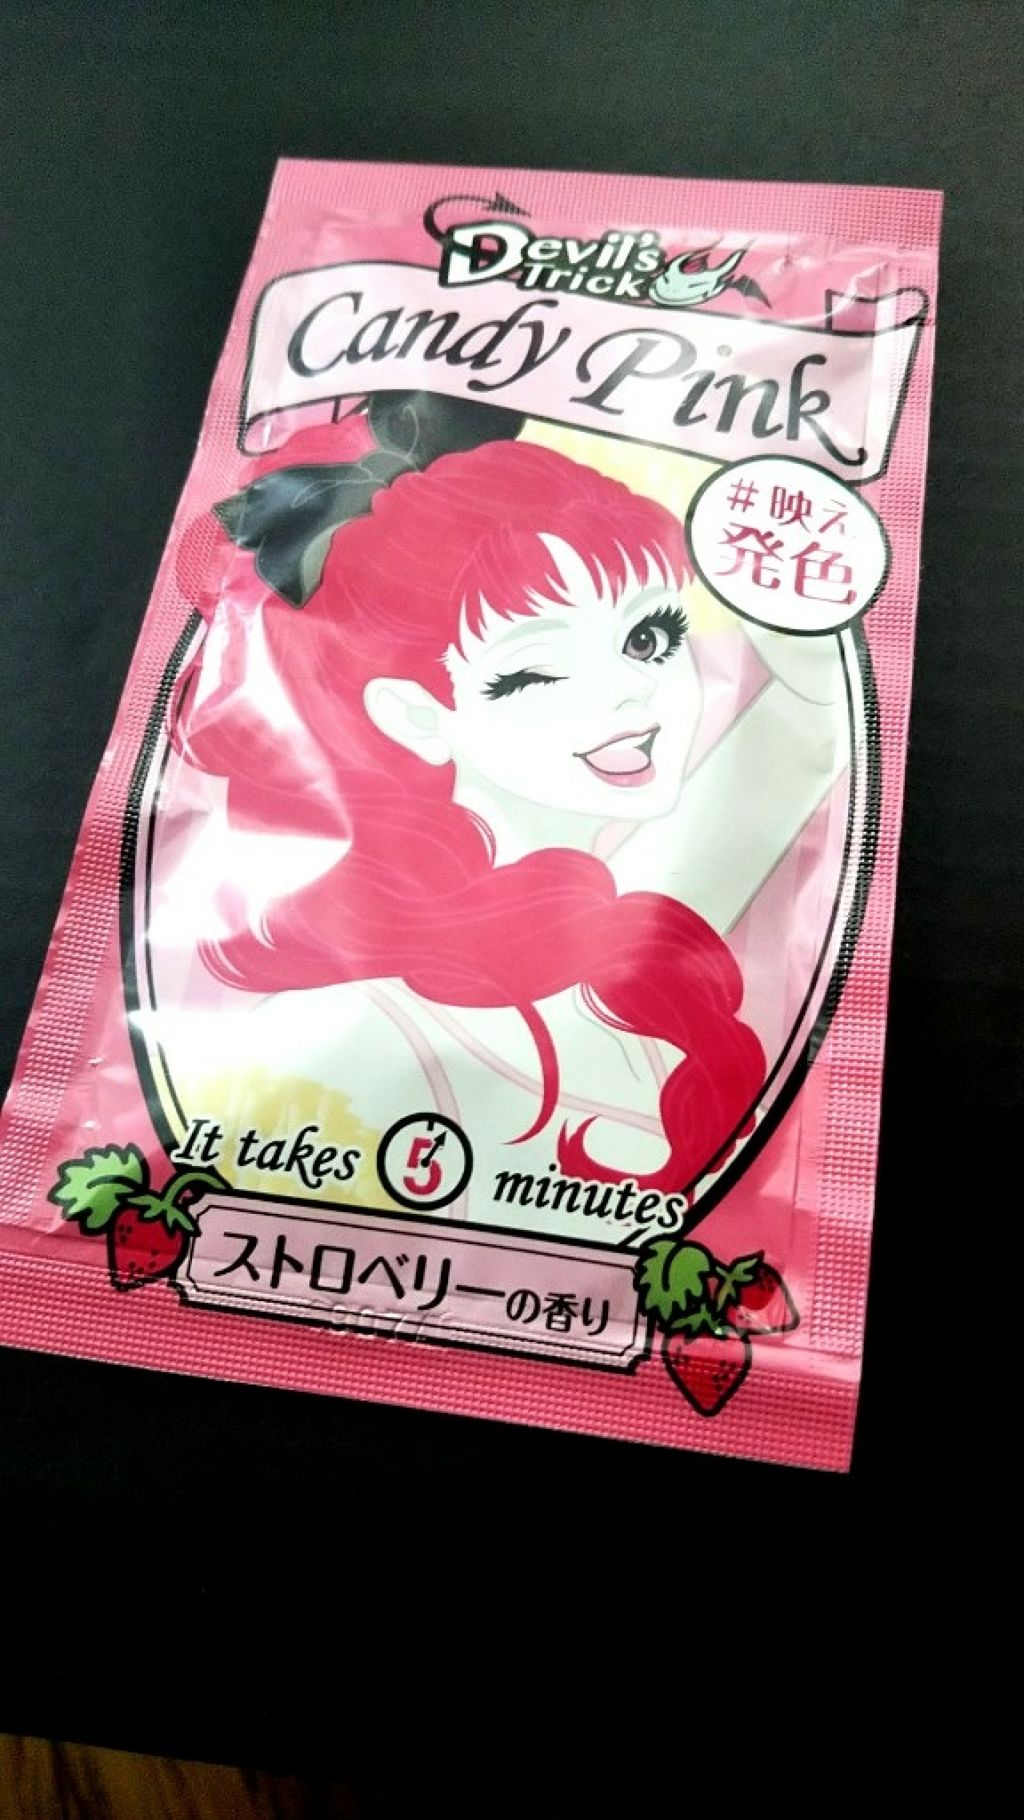 Devil's
Trick
Candy Pink
#映え
発色
It takes 5 minutes
ストロベリーの香り